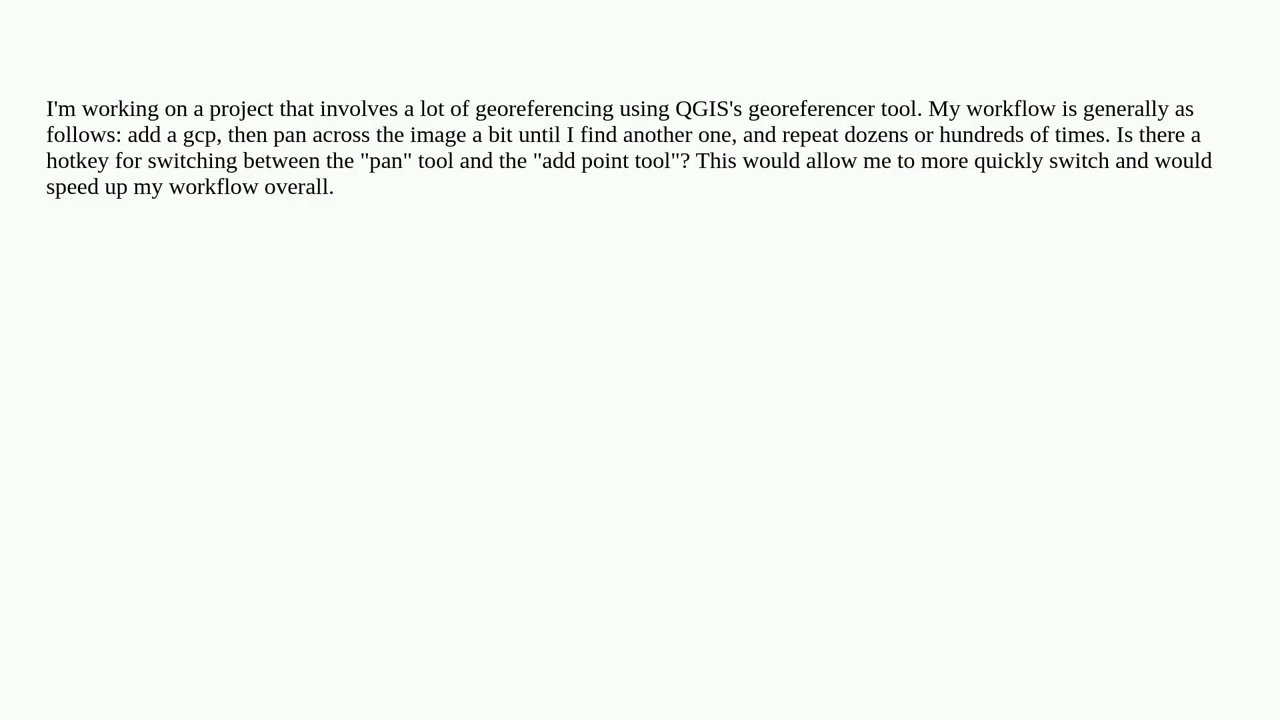 I'm working on a project that involves a lot of georeferencing using QGIS's georeferencer tool. My workflow is generally as
follows: add a gcp, then pan across the image a bit until I find another one, and repeat dozens or hundreds of times. Is there a
hotkey for switching between the "pan" tool and the "add point tool"? This would allow me to more quickly switch and would
speed up my workflow overall.